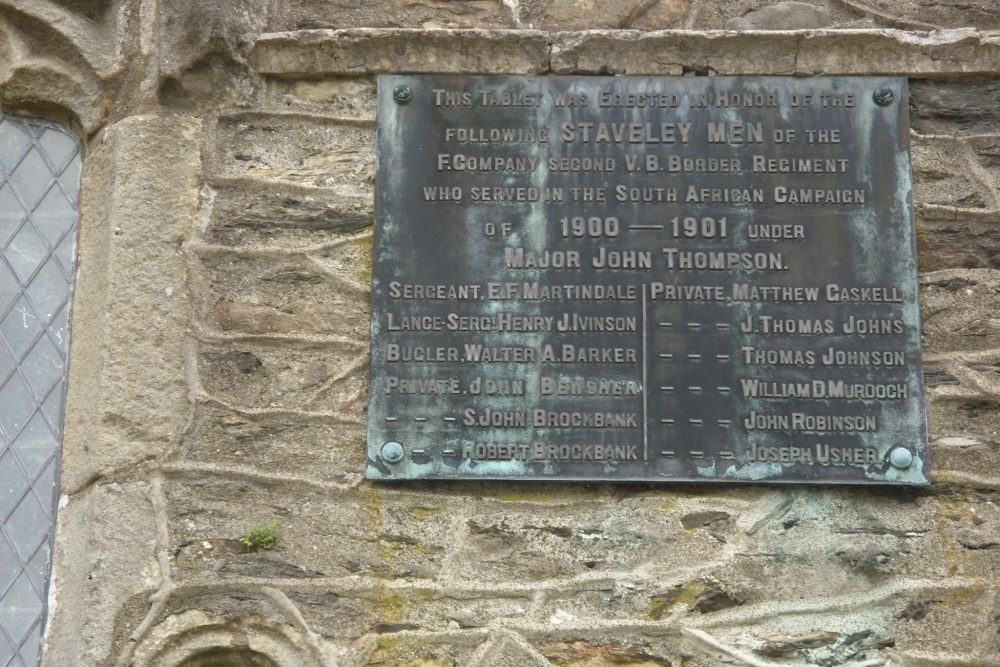 THIS TABLET WAS ERECTED IN HONOR OF THE
FOLLOWING STAVELEY MEN OF THE
F.COMPANY SECOND V.B. BORDER REGIMENT
WHO SERVED IN THE SOUTH AFRICAN CAMPAIGN
OF 1900 — 1901 UNDER
MAJOR JOHN THOMPSON.
SERGEANT, E.F. MARTINDALE
LANCE-SERGT HENRY J. IVINSON
BUGLER, WALTER A. BARKER
PRIVATE, JOHN BEWSHER
- - - S. JOHN BROCKBANK
- - - ROBERT BROCKBANK
PRIVATE, MATTHEW GASKELL
- - - J. THOMAS JOHNS
- - - THOMAS JOHNSON
- - - WILLIAM D. MURDOCH
- - - JOHN ROBINSON
- - - JOSEPH USHER